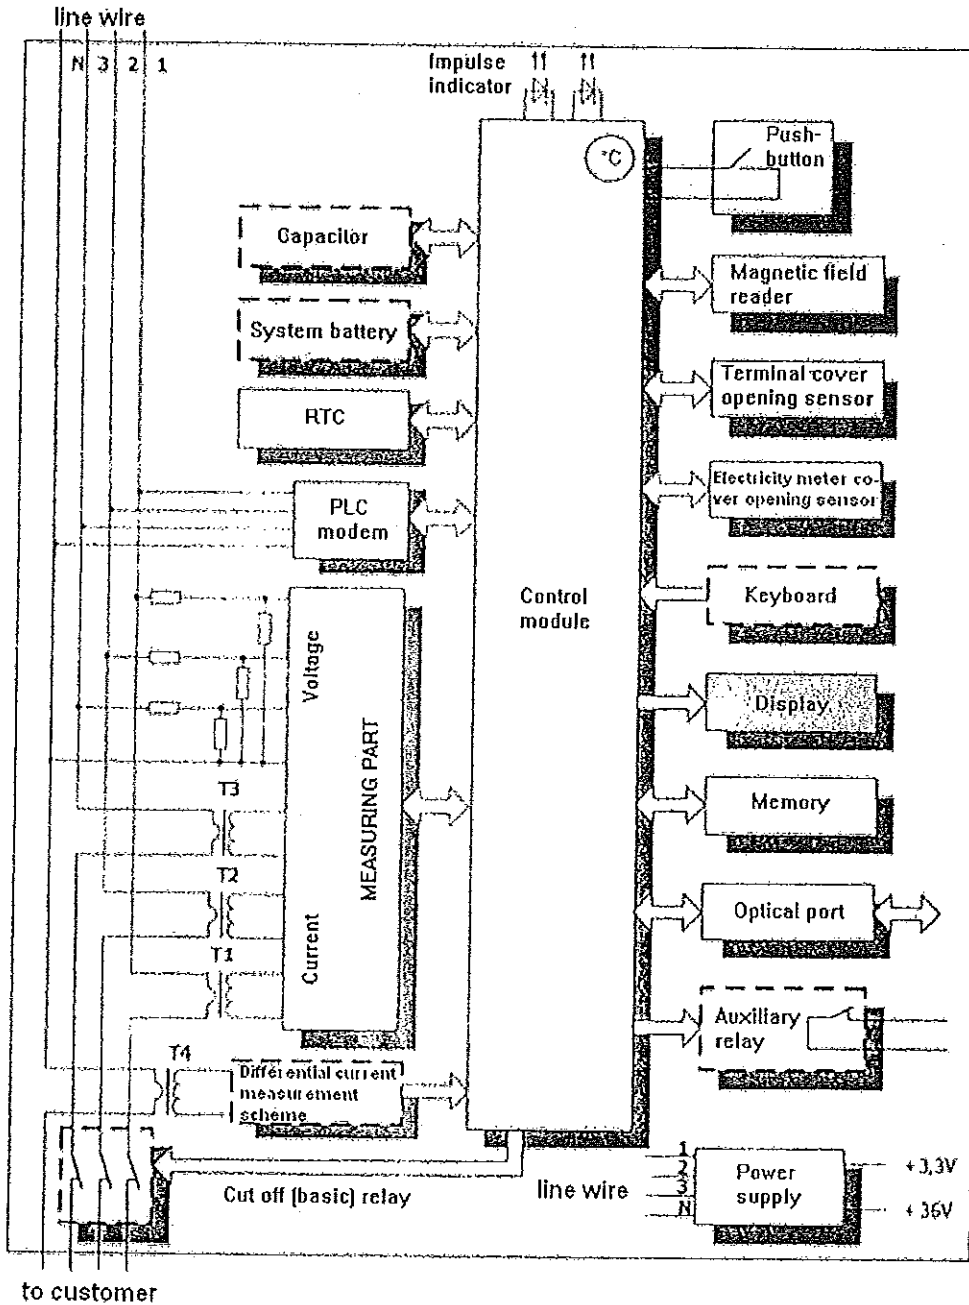 line wire
N 3 2 1
Impulse
indicator
°C
Push-
button
Capacitor
Magnetic field
reader
System battery
Terminal cover
opening sensor
RTC
Electricity meter co-
ver opening sensor
PLC
modem
Control
module
Keyboard
Voltage
Display
MEASURING PART
T3
Memory
T2
Optical port
Current
T1
Auxillary
relay
T4
Differential current
measurement
scheme
Cut off (basic) relay
line wire
1
2
3
N
Power
supply
+ 3,3V
+ 36V
to customer